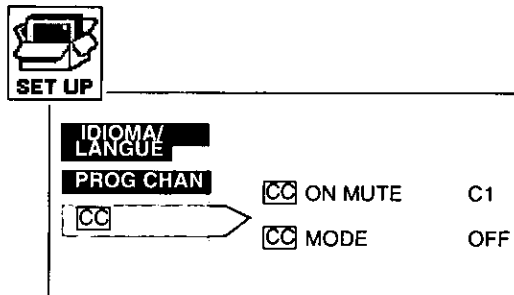 SET UP
IDIOMA/
LANGUE
PROG CHAN
CC
CC ON MUTE C1
CC MODE OFF